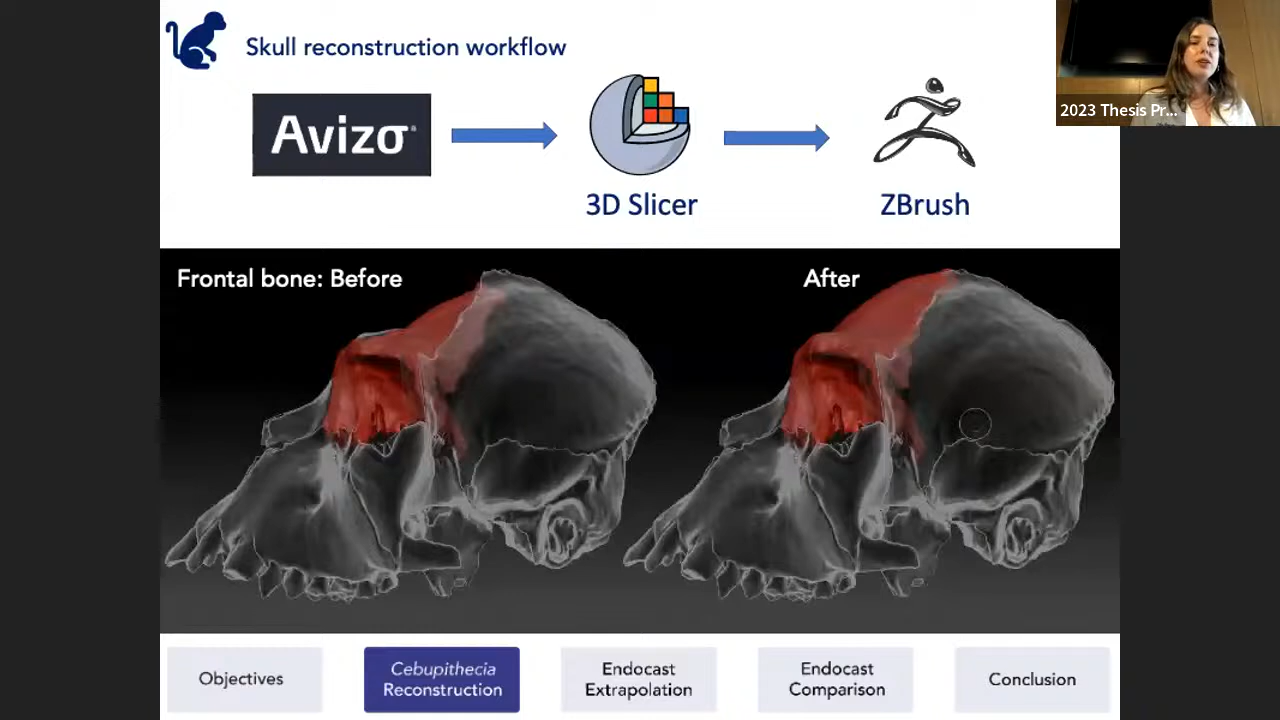 Skull reconstruction workflow
2023 Thesis Pr...
Avizo
3D Slicer
ZBrush
Frontal bone: Before
After
Objectives
Cebupithecia
Reconstruction
Endocast
Extrapolation
Endocast
Comparison
Conclusion